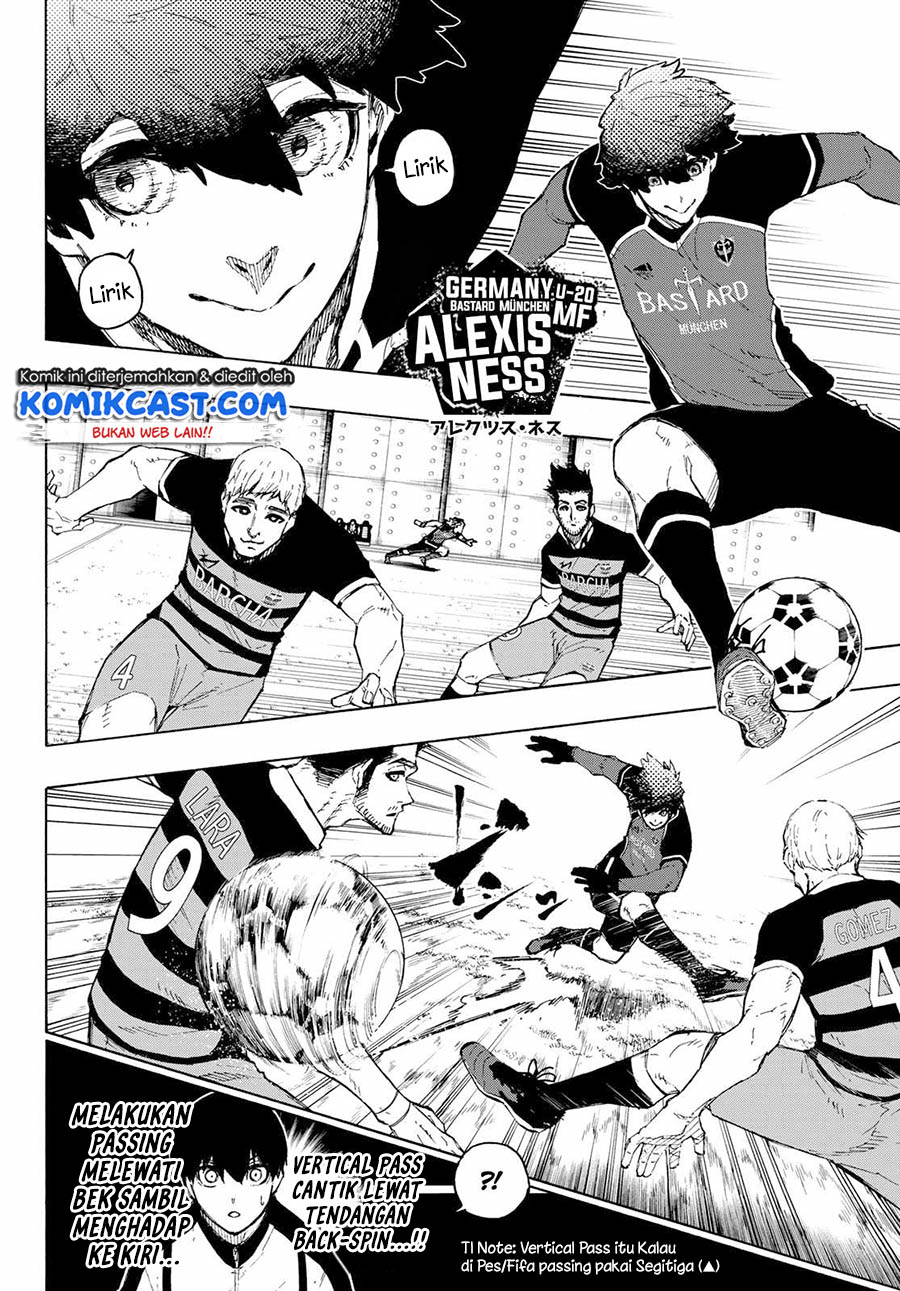 Lirik
Lirik
GERMANY
BASTARD MÜNCHEN
U-20
MF
ALEXIS
NESS
アレクシス・ネス
BASTARD
MÜNCHEN
Komik ini diterjemahkan & diedit oleh
KOMIKCAST.COM
BUKAN WEB LAIN!!
BARCHA
4
BARCHA
LARA
9
BASTARD
GOMEZ
4
MELAKUKAN
PASSING
MELEWATI
BEK SAMBIL
MENGHADAP
KE KIRI...
VERTICAL PASS
CANTIK LEWAT
TENDANGAN
BACK-SPIN...!!
?!
Tl Note: Vertical Pass itu Kalau
di Pes/Fifa passing pakai Segitiga (▲)